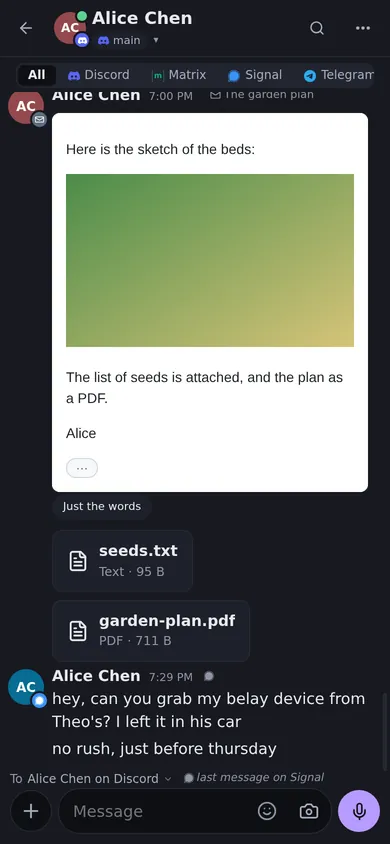 AC
Alice Chen
main
All
Discord
Matrix
Signal
Telegram
AC
Alice Chen 7:00 PM The garden plan
Here is the sketch of the beds:
The list of seeds is attached, and the plan as
a PDF.
Alice
...
Just the words
seeds.txt
Text · 95 B
garden-plan.pdf
PDF · 711 B
AC
Alice Chen 7:29 PM
hey, can you grab my belay device from
Theo's? I left it in his car
no rush, just before thursday
To Alice Chen on Discord last message on Signal
Message